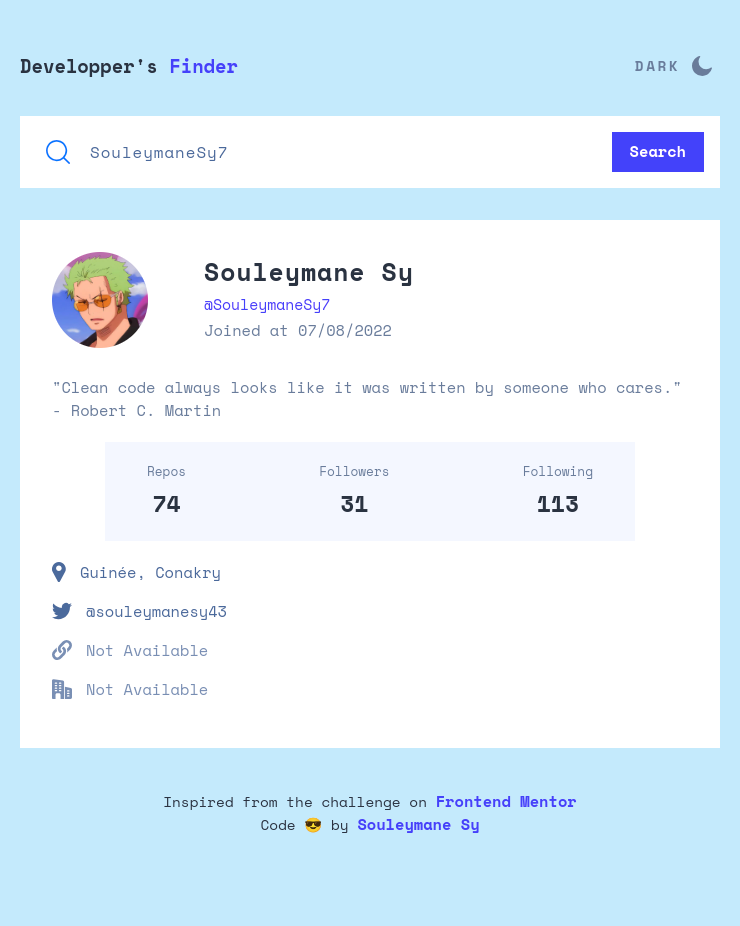 Developper's Finder
DARK
SouleymaneSy7
Search
Souleymane Sy
@SouleymaneSy7
Joined at 07/08/2022
"Clean code always looks like it was written by someone who cares."
- Robert C. Martin
Repos Followers Following
74 31 113
Guinée, Conakry
@souleymanesy43
Not Available
Not Available
Inspired from the challenge on Frontend Mentor
Code 😎 by Souleymane Sy